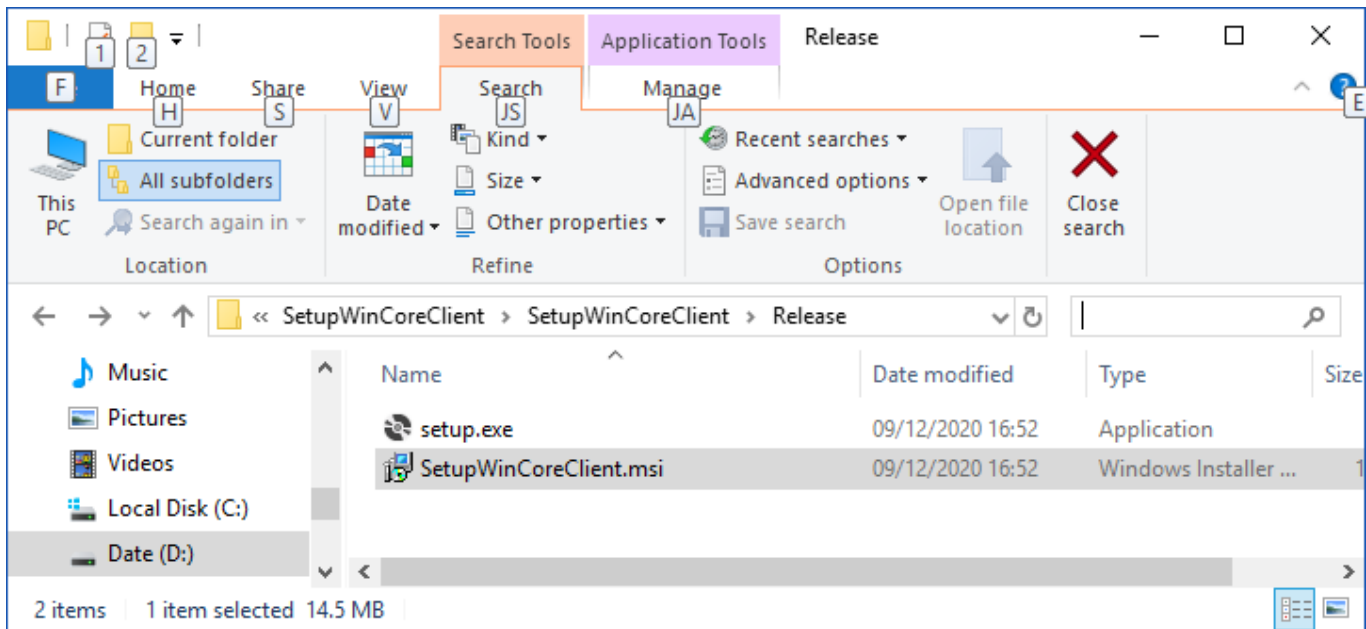 1 2 Search Tools Application Tools Release
F Home Share View Search Manage
H S V JS JA E
Current folder Kind Recent searches
All subfolders Size Advanced options
This PC Search again in Date modified Other properties Save search Open file location Close search
Location Refine Options
« SetupWinCoreClient > SetupWinCoreClient > Release
Music Name Date modified Type Size
Pictures setup.exe 09/12/2020 16:52 Application
Videos SetupWinCoreClient.msi 09/12/2020 16:52 Windows Installer ... 1
Local Disk (C:)
Date (D:)
2 items 1 item selected 14.5 MB